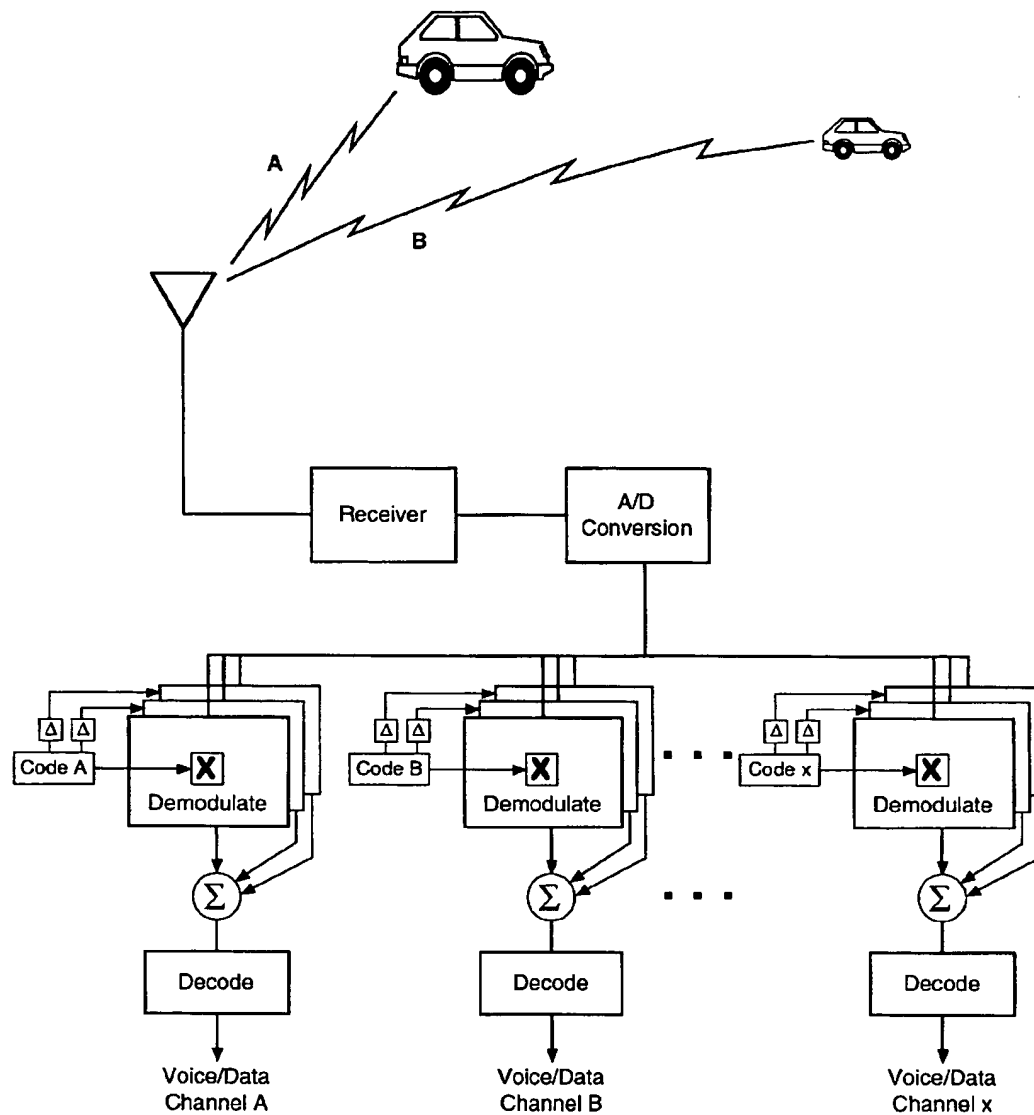 A
B
Receiver
A/D
Conversion
Δ Δ
Code A
X
Demodulate
Σ
Decode
Voice/Data
Channel A
Δ Δ
Code B
X
Demodulate
Σ
Decode
Voice/Data
Channel B
Δ Δ
Code x
X
Demodulate
Σ
Decode
Voice/Data
Channel x